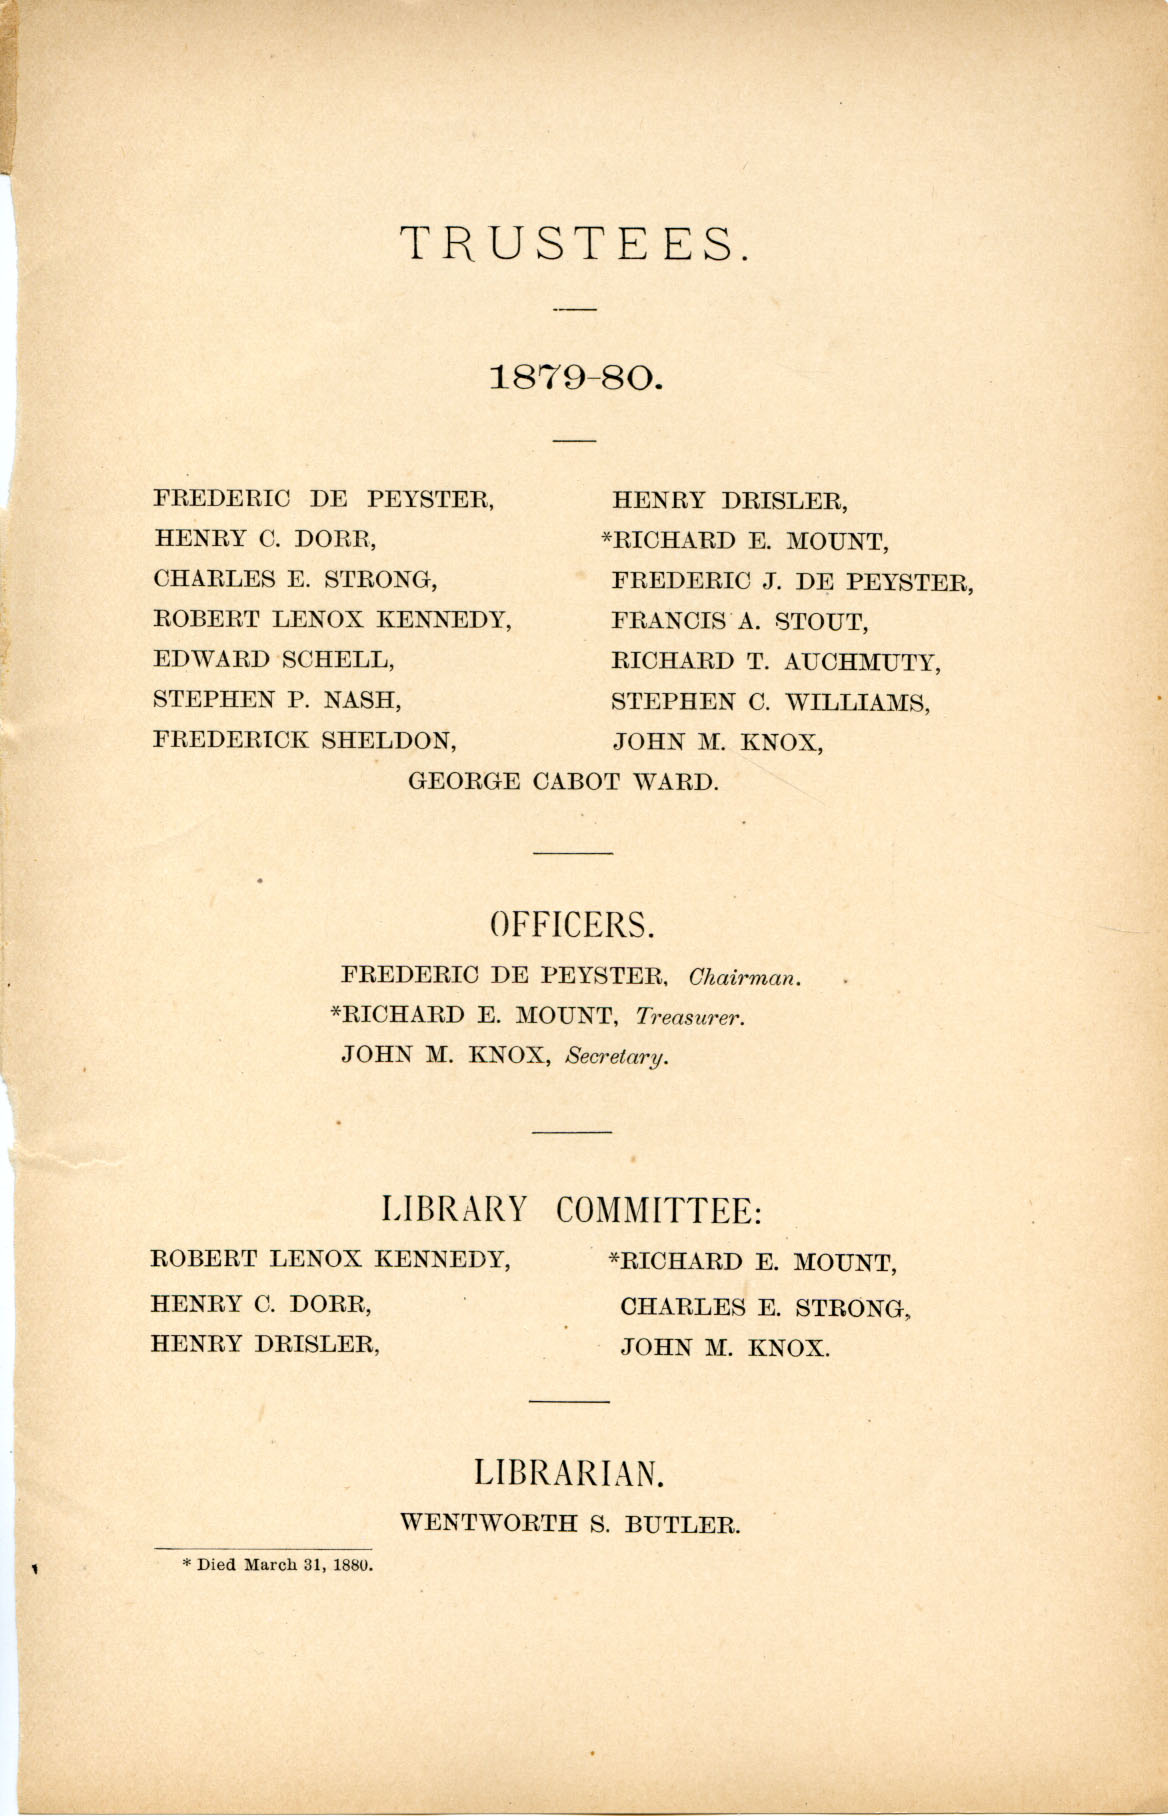 TRUSTEES.
1879-80.
FREDERIC DE PEYSTER,
HENRY C. DORR,
CHARLES E. STRONG,
ROBERT LENOX KENNEDY,
EDWARD SCHELL,
STEPHEN P. NASH,
FREDERICK SHELDON,
HENRY DRISLER,
*RICHARD E. MOUNT,
FREDERIC J. DE PEYSTER,
FRANCIS A. STOUT,
RICHARD T. AUCHMUTY,
STEPHEN C. WILLIAMS,
JOHN M. KNOX,
GEORGE CABOT WARD.
OFFICERS.
FREDERIC DE PEYSTER, Chairman.
*RICHARD E. MOUNT, Treasurer.
JOHN M. KNOX, Secretary.
LIBRARY COMMITTEE:
ROBERT LENOX KENNEDY,
HENRY C. DORR,
HENRY DRISLER,
*RICHARD E. MOUNT,
CHARLES E. STRONG,
JOHN M. KNOX.
LIBRARIAN.
WENTWORTH S. BUTLER.
* Died March 31, 1880.